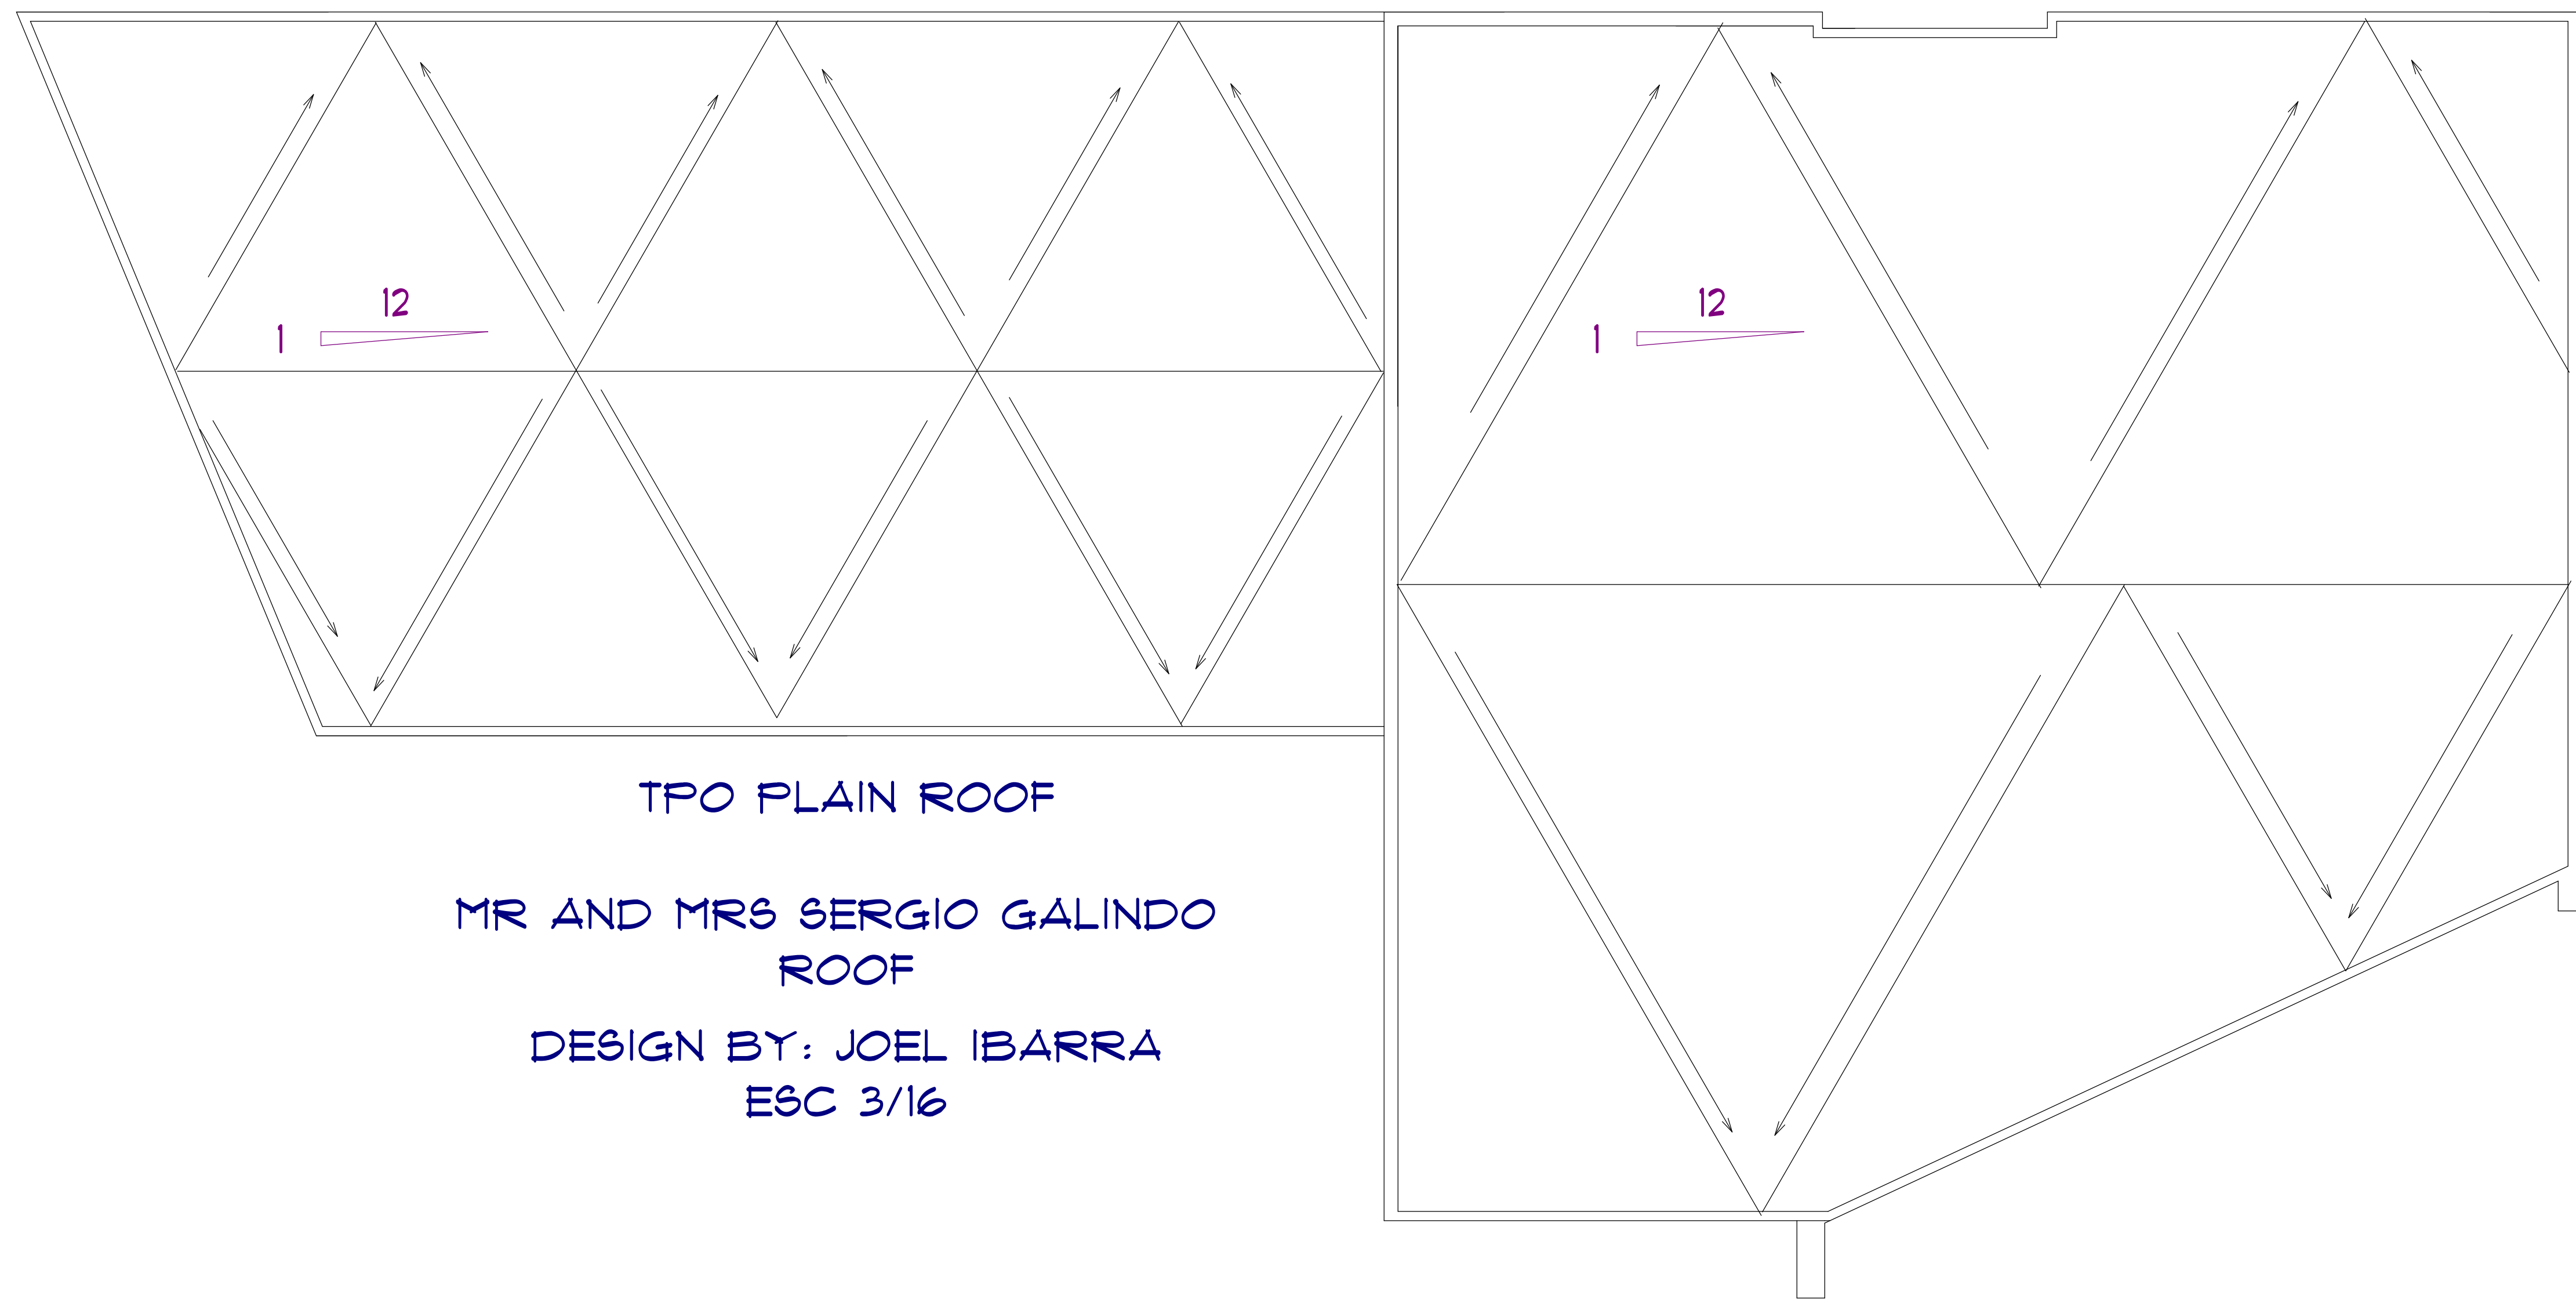 12
1
12
1
TPO PLAIN ROOF
MR AND MRS SERGIO GALINDO
ROOF
DESIGN BY: JOEL IBARRA
ESC 3/16